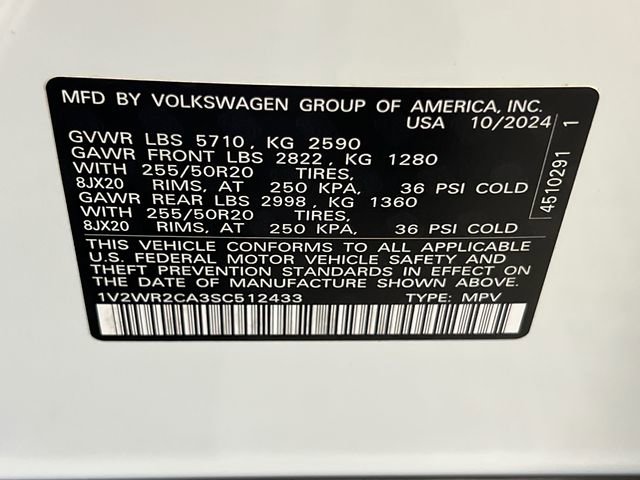 MFD BY VOLKSWAGEN GROUP OF AMERICA, INC.
USA 10/2024
GVWR LBS 5710, KG 2590
GAWR FRONT LBS 2822, KG 1280
WITH 255/50R20 TIRES,
8JX20 RIMS, AT 250 KPA, 36 PSI COLD
GAWR REAR LBS 2998, KG 1360
WITH 255/50R20 TIRES,
8JX20 RIMS, AT 250 KPA, 36 PSI COLD
THIS VEHICLE CONFORMS TO ALL APPLICABLE
U.S. FEDERAL MOTOR VEHICLE SAFETY AND
THEFT PREVENTION STANDARDS IN EFFECT ON
THE DATE OF MANUFACTURE SHOWN ABOVE.
1V2WR2CA3SC512433 TYPE: MPV
4510291 1